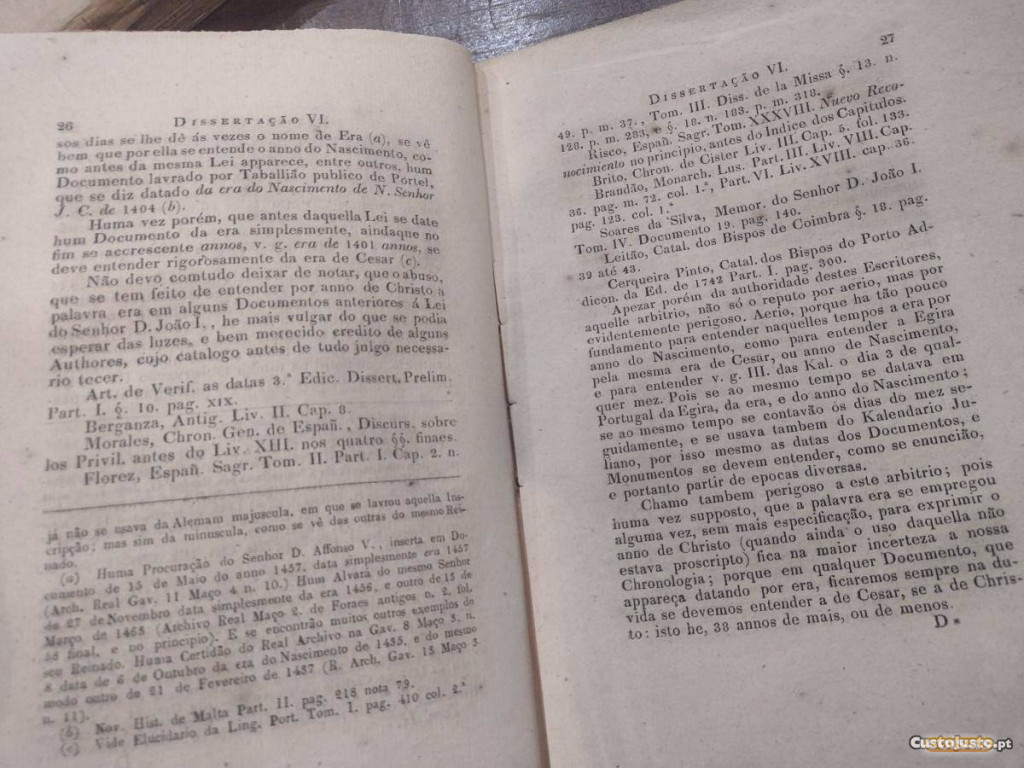 26
DISSERTAÇÃO VI.
sos dias se lhe dê ás vezes o nome de Era (a), se vê
bem que por ella se entende o anno do Nascimento, co-
mo antes da mesma Lei apparece, entre outros, hum
Documento lavrado por Taballião publico de Portel,
que se diz datado da era do Nascimento de N. Senhor
J. C. de 1404 (b).
Huma vez porém, que antes daquella Lei se date
hum Documento da era simplesmente, aindaque no
fim se accrescente annos, v. g. era de 1401 annos, se
deve entender rigorosamente da era de Cesar (c).
Não devo comtudo deixar de notar, que o abuso,
que se tem feito de entender por anno de Christo a
palavra era em alguns Documentos anteriores á Lei
do Senhor D. João I., he mais vulgar do que se podia
esperar das luzes, e bem merecido credito de alguns
Authores, cujo catalogo antes de tudo julgo necessa-
rio tecer.
Art. de Verif. as datas 3.ª Edic. Dissert. Prelim.
Part. I. §. 10. pag. XIX.
Berganza, Antig. Liv. II. Cap. 8.
Morales, Chron. Gen. de Españ., Discurs. sobre
los Privil. antes do Liv. XIII. nos quatro §§. finaes.
Florez, Españ. Sagr. Tom. II. Part. I. Cap. 2. n.
já não se usava da Alemam majuscula, em que se lavrou aquella Ins-
cripção; mas sim da minuscula, como se vê das outras do mesmo Rei-
nado.
(a) Huma Procuração do Senhor D. Affonso V., inserta em Do-
cumento de 15 de Maio do anno 1457, data simplesmente era 1457
(Arch. Real Gav. 11 Maço 4 n. 10.) Hum Alvará do mesmo Senhor
de 27 de Novembro data simplesmente da era 1456, e outro de 15 de
Março de 1463 (Archivo Real Maço 2. de Foraes antigos n. 2. fol.
56 final, e no principio). E se encontrão muitos outros exemplos do
seu Reinado. Huma Certidão do Real Archivo na Gav. 8 Maço 3. n.
data de 6 de Outubro da era do Nascimento de 1435, e do mesmo
modo outro de 21 de Fevereiro de 1437 (R. Arch. Gav. 13 Maço 3
n. 11).
(b) Nov. Hist. de Malta Part. II. pag. 218 nota 79.
(c) Vide Elucidario da Ling. Port. Tom. I. pag. 410 col. 2.ª
27
DISSERTAÇÃO VI.
49. p. m. 37., Tom. III. Diss. de la Missa §. 13. n.
128. p. m. 283, e §. 18. n. 183. p. m. 318.
Risco, Españ. Sagr. Tom. XXXVIII. Nuevo Reco-
nocimiento no principio, antes do Indice dos Capitulos.
Brito, Chron. de Cister Liv. III. Cap. 5. fol. 133.
Brandão, Monarch. Lus. Part. III. Liv. VIII. Cap.
36. pag. m. 72. col. 1.ª, Part. VI. Liv. XVIII. cap. 36.
pag. 123. col. 1.ª
Soares da Silva, Memor. do Senhor D. João I.
Tom. IV. Documento 19. pag. 140.
Leitão, Catal. dos Bispos de Coimbra §. 18. pag.
39 até 43.
Cerqueira Pinto, Catal. dos Bispos do Porto Ad-
dicon. da Ed. de 1742 Part. I. pag. 300.
Apezar porém da authoridade destes Escritores,
aquelle arbitrio, não só o reputo por aerio, mas por
evidentemente perigoso. Aerio, porque ha tão pouco
fundamento para entender naquelles tempos a era por
anno do Nascimento, como para entender a Egira
pela mesma era de Cesar, ou anno de Nascimento,
e para entender v. g. III. das Kal. o dia 3 de qual-
quer mez. Pois se ao mesmo tempo se datava em
Portugal da Egira, da era, e do anno do Nascimento;
se ao mesmo tempo se contavão os dias do mez se-
guidamente, e se usava tambem do Kalendario Ju-
liano, por isso mesmo as datas dos Documentos, e
Monumentos se devem entender, como se enuncião,
e portanto partir de epocas diversas.
Chamo tambem perigoso a este arbitrio; pois
huma vez supposto, que a palavra era se empregou
alguma vez, sem mais especificação, para exprimir o
anno de Christo (quando ainda o uso daquella não
estava proscripto) fica na maior incerteza a nossa
Chronologia; porque em qualquer Documento, que
appareça datando por era, ficaremos sempre na du-
vida se devemos entender a de Cesar, se a de Chris-
to: isto he, 38 annos de mais, ou de menos.
D *
CustoJusto.pt